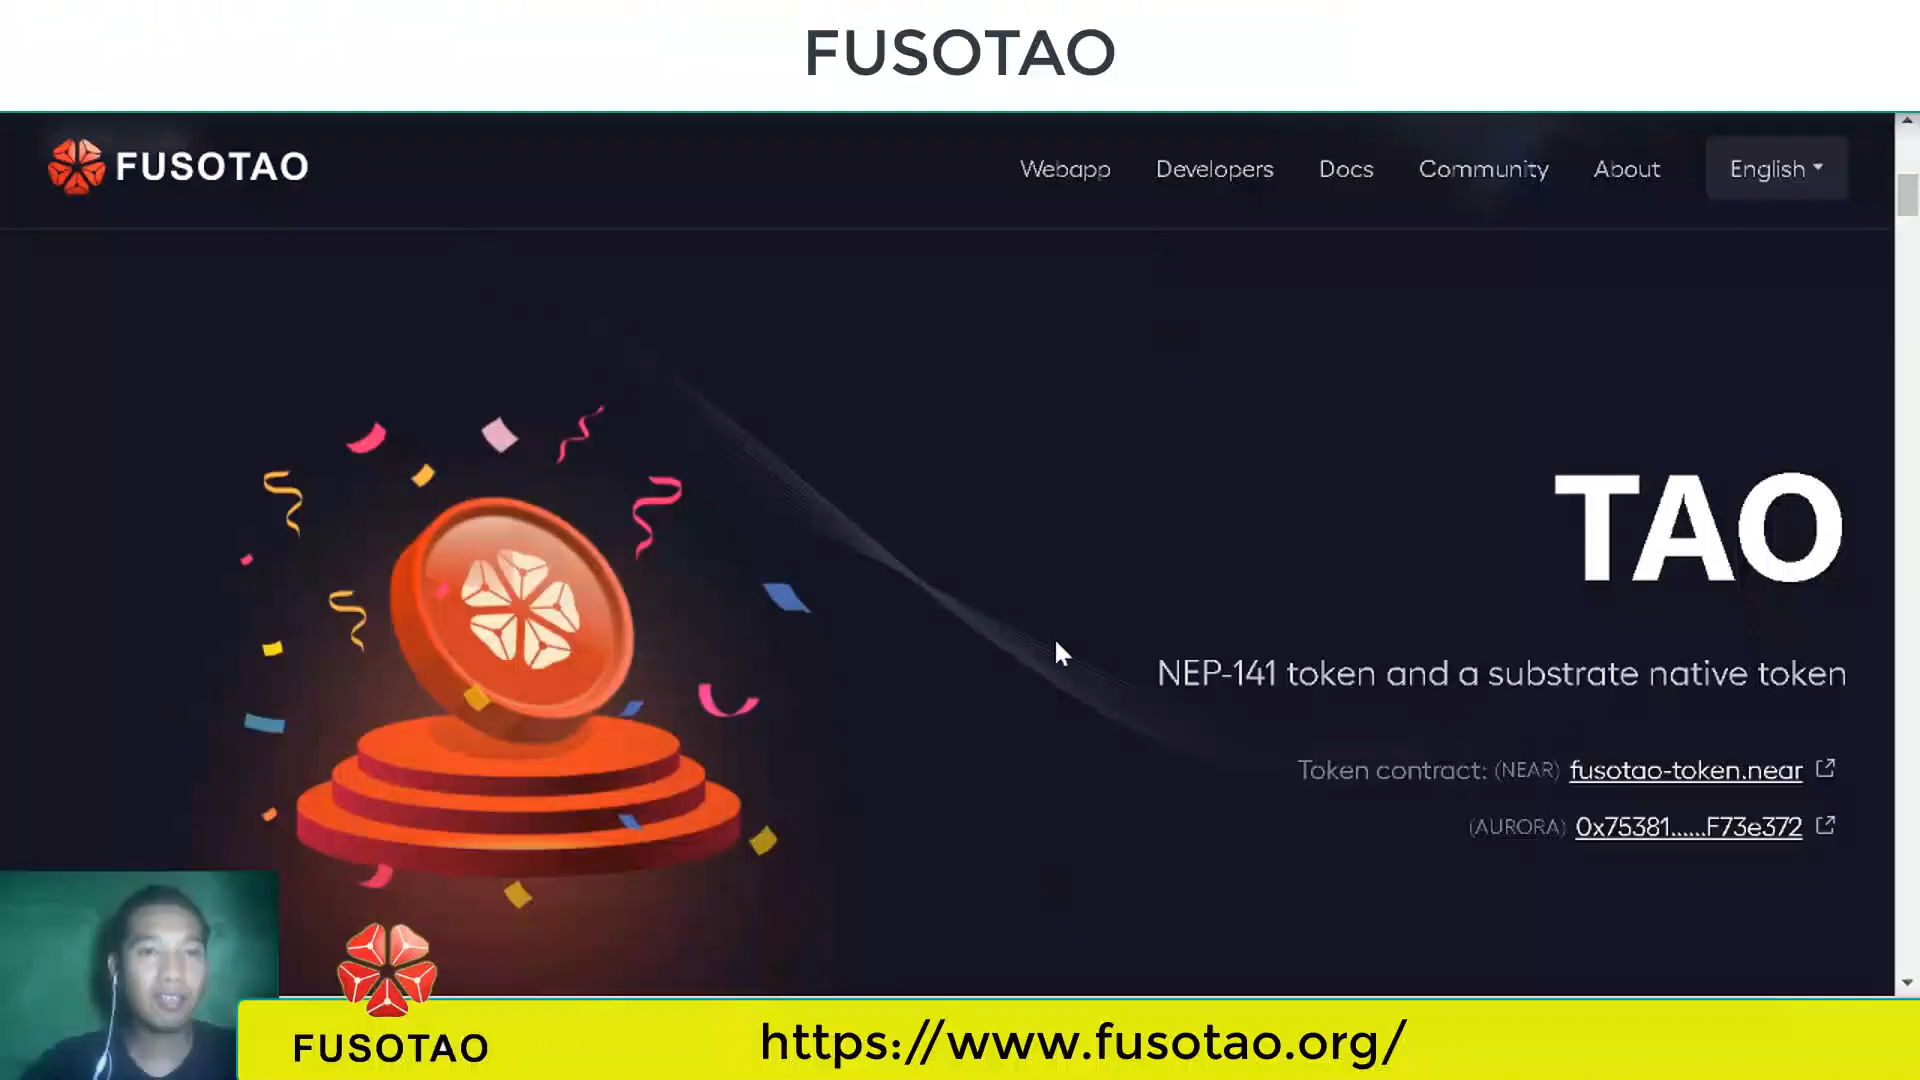 FUSOTAO
FUSOTAO
Webapp
Developers
Docs
Community
About
English
TAO
NEP-141 token and a substrate native token
Token contract: (NEAR) fusotao-token.near
(AURORA) 0x75381......F73e372
FUSOTAO
https://www.fusotao.org/